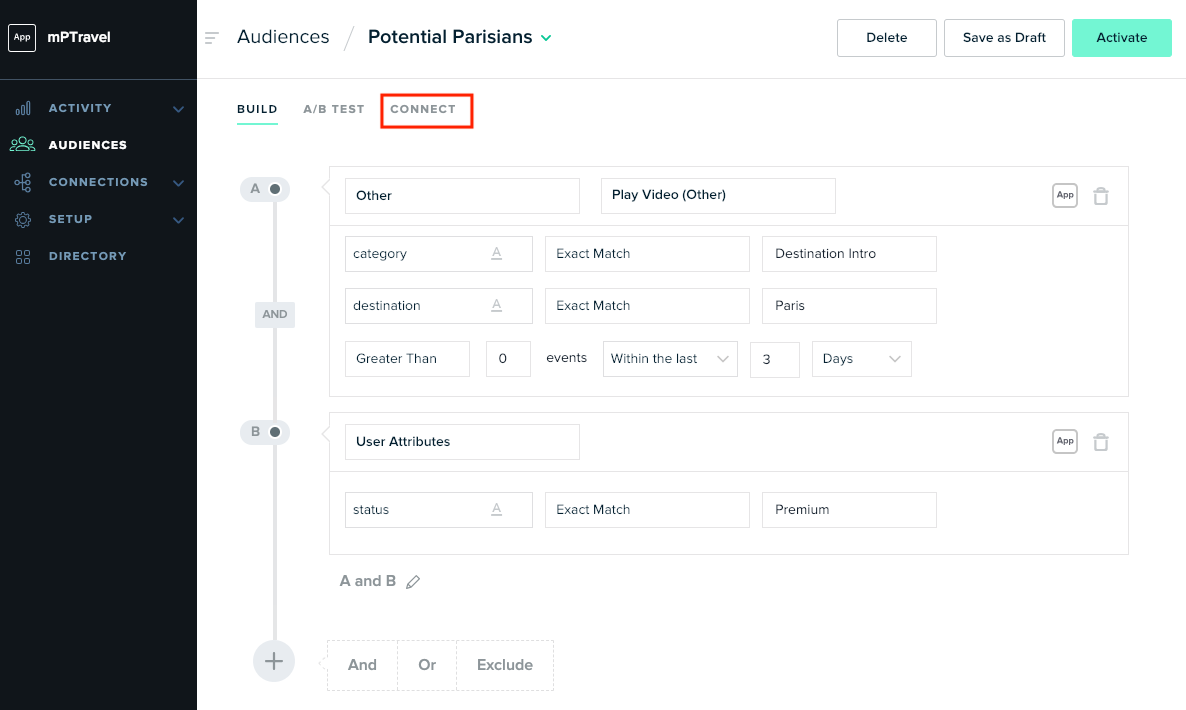 App mPTravel
Audiences / Potential Parisians
Delete
Save as Draft
Activate
ACTIVITY
AUDIENCES
CONNECTIONS
SETUP
DIRECTORY
BUILD A/B TEST CONNECT
A
Other
Play Video (Other)
App
category A Exact Match Destination Intro
destination A Exact Match Paris
AND
Greater Than 0 events Within the last 3 Days
B
User Attributes
App
status A Exact Match Premium
A and B
And Or Exclude